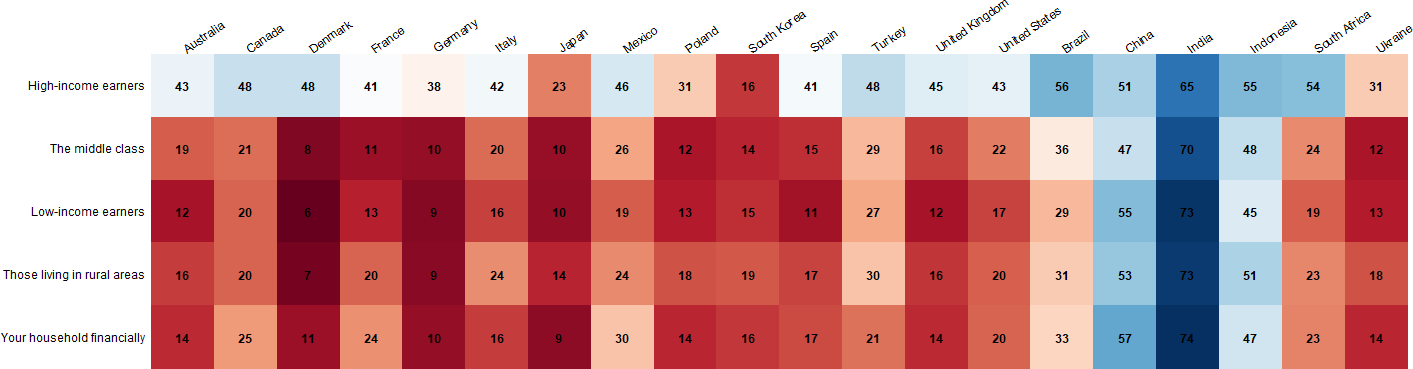 Australia Canada Denmark France Germany Italy Japan Mexico Poland South Korea Spain Turkey United Kingdom United States Brazil China India Indonesia South Africa Ukraine
High-income earners 43 48 48 41 38 42 23 46 31 16 41 48 45 43 56 51 65 55 54 31
The middle class 19 21 8 11 10 20 10 26 12 14 15 29 16 22 36 47 70 48 24 12
Low-income earners 12 20 6 13 9 16 10 19 13 15 11 27 12 17 29 55 73 45 19 13
Those living in rural areas 16 20 7 20 9 24 14 24 18 19 17 30 16 20 31 53 73 51 23 18
Your household financially 14 25 11 24 10 16 9 30 14 16 17 21 14 20 33 57 74 47 23 14